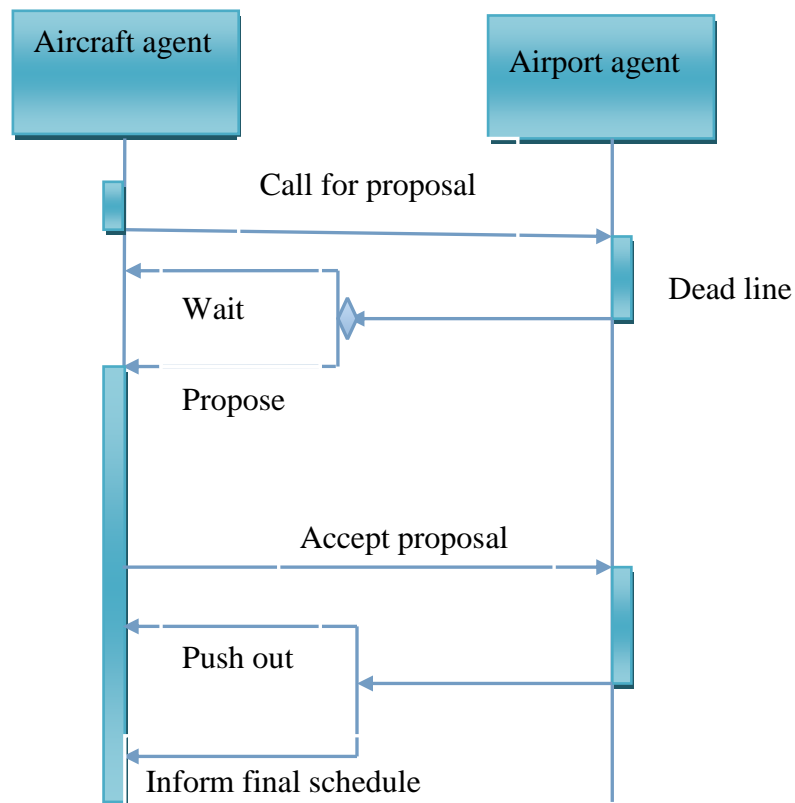 Aircraft agent
Airport agent
Call for proposal
Wait
Dead line
Propose
Accept proposal
Push out
Inform final schedule